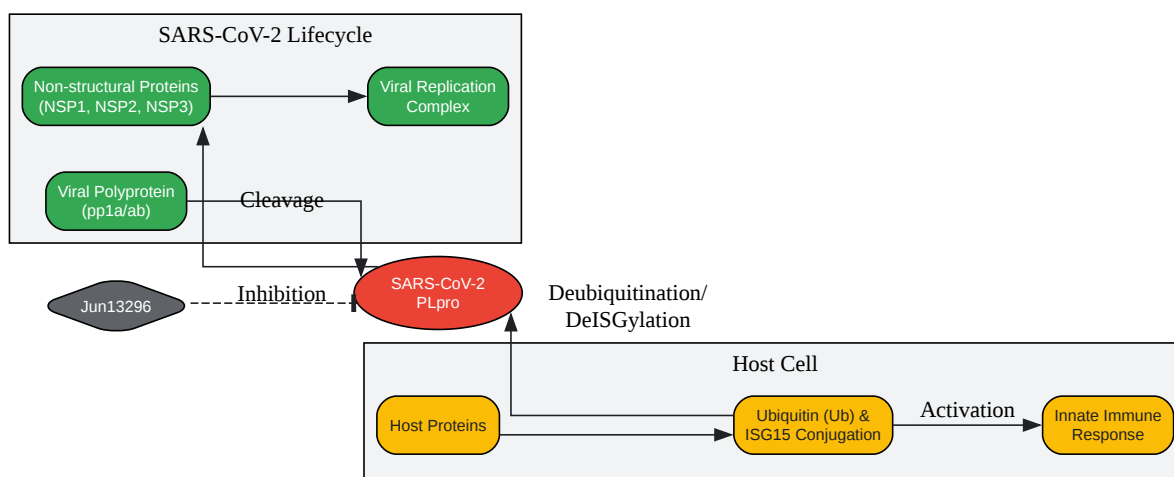 SARS-CoV-2 Lifecycle
Non-structural Proteins
(NSP1, NSP2, NSP3)
Viral Replication
Complex
Viral Polyprotein
(pp1a/ab)
Cleavage
Jun13296
Inhibition
SARS-CoV-2
PLpro
Deubiquitination/
DeISGylation
Host Cell
Host Proteins
Ubiquitin (Ub) &
ISG15 Conjugation
Activation
Innate Immune
Response